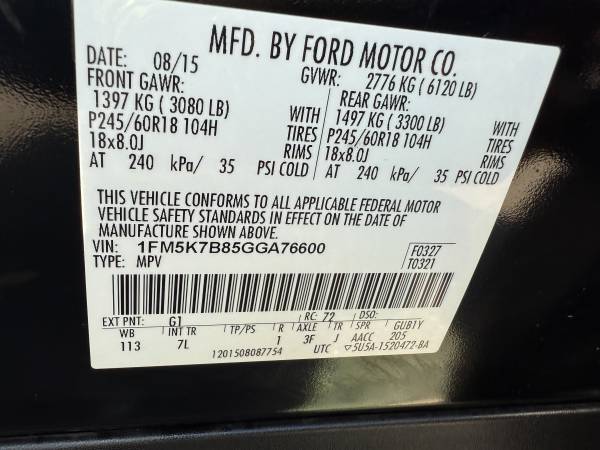 MFD. BY FORD MOTOR CO.
DATE: 08/15 GVWR: 2776 KG ( 6120 LB)
FRONT GAWR: REAR GAWR:
1397 KG ( 3080 LB) WITH 1497 KG ( 3300 LB) WITH
P245/60R18 104H TIRES P245/60R18 104H TIRES
18x8.0J RIMS 18x8.0J RIMS
AT 240 kPa/ 35 PSI COLD AT 240 kPa/ 35 PSI COLD
THIS VEHICLE CONFORMS TO ALL APPLICABLE FEDERAL MOTOR
VEHICLE SAFETY STANDARDS IN EFFECT ON THE DATE OF
MANUFACTURE SHOWN ABOVE.
VIN: 1FM5K7B85GGA76600 F0327
TYPE: MPV T0321
EXT PNT: G1 RC: 72 DSO:
WB INT TR TP/PS R AXLE TR SPR GUB1Y
113 7L 1 3F J AACC 205
1201508087754 UTC ▽5U5A-1520472-BA